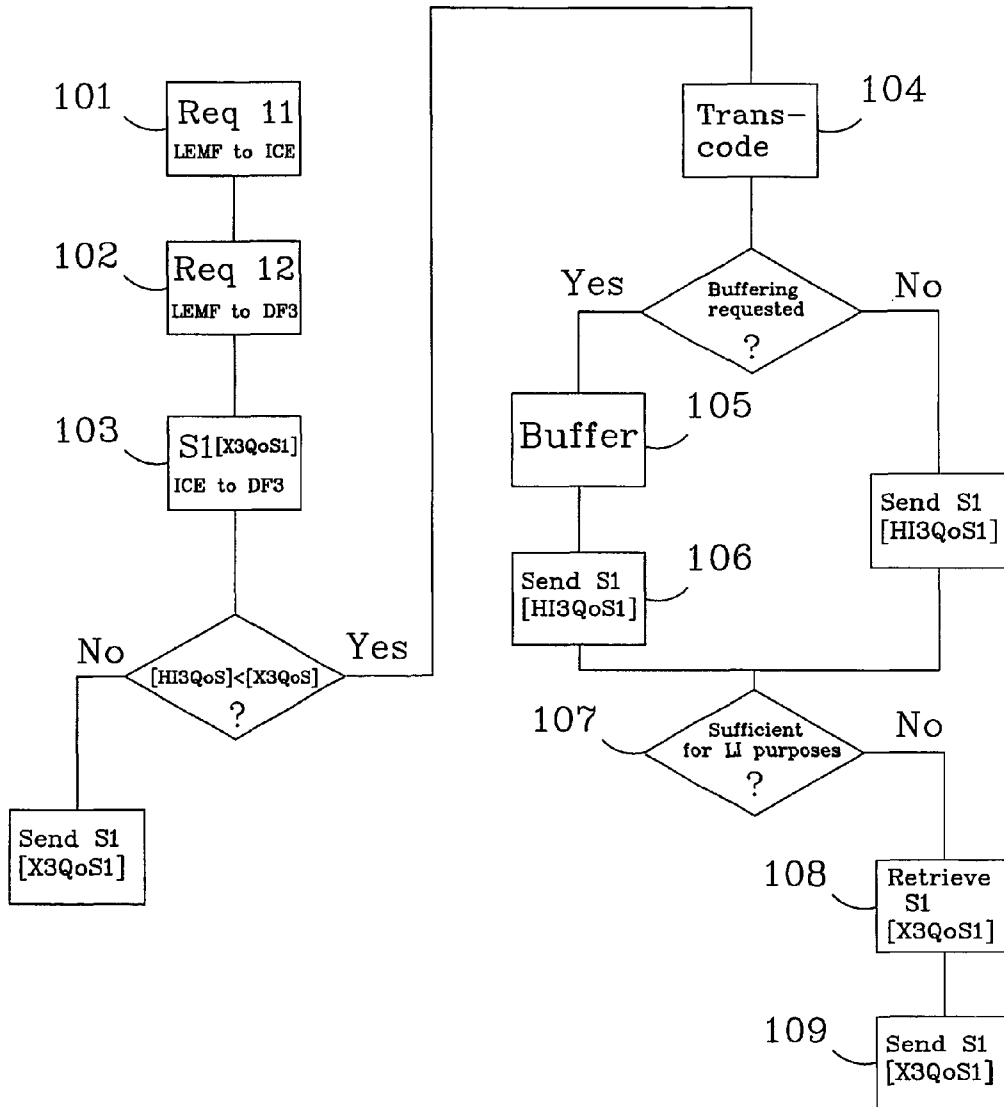 101
Req 11
LEMF to ICE
102
Req 12
LEMF to DF3
103
S1[X3QoS1]
ICE to DF3
No
[HI3QoS]<[X3QoS]
?
Yes
Send S1
[X3QoS1]
104
Trans-
code
Yes
Buffering
requested
?
No
105
Buffer
106
Send S1
[HI3QoS1]
Send S1
[HI3QoS1]
107
Sufficient
for LI purposes
?
No
108
Retrieve
S1
[X3QoS1]
109
Send S1
[X3QoS1]